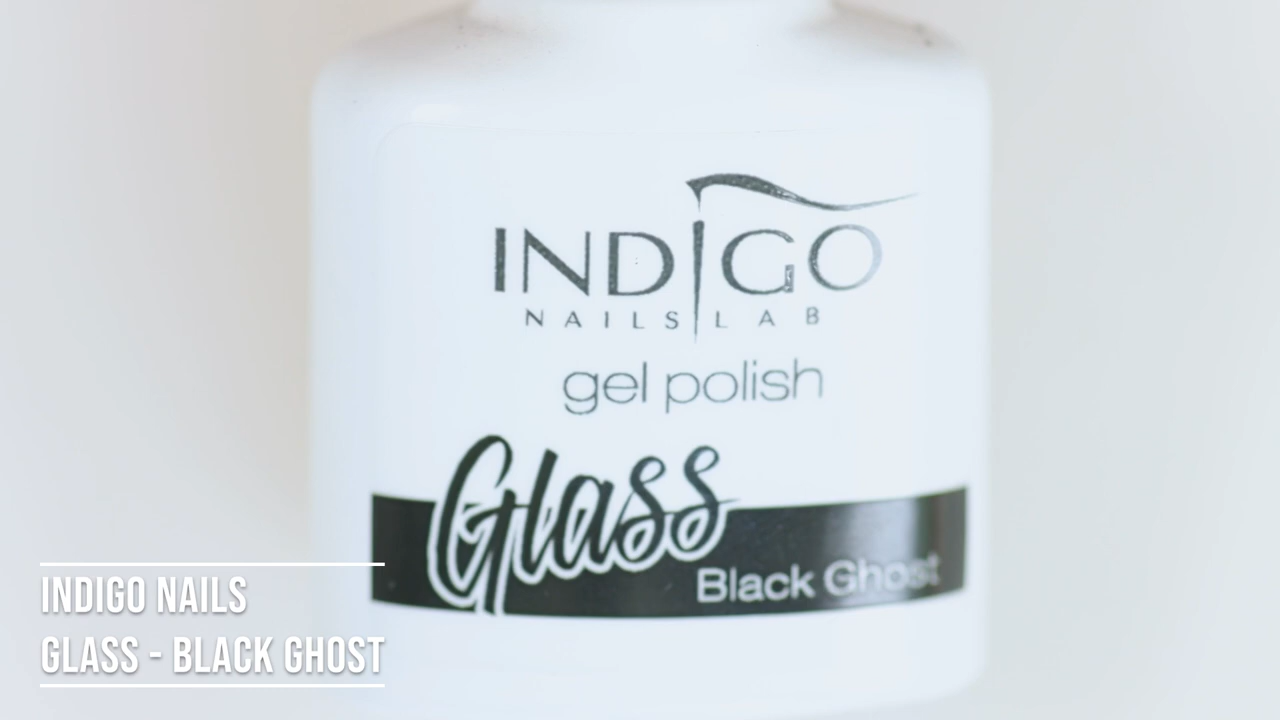 INDIGO
NAILS LAB
gel polish
Glass
Black Ghost
INDIGO NAILS
GLASS - BLACK GHOST